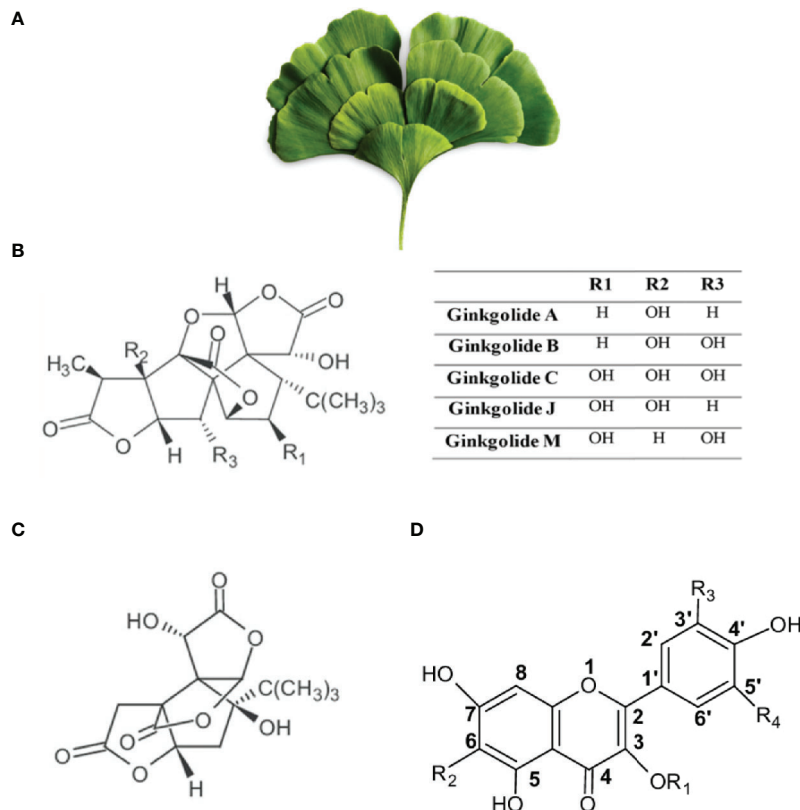 A
B
H
O
O
O
O
R2
OH
H3C
O
O
C(CH3)3
O
O
H
R3
R1
R1 R2 R3
Ginkgolide A H OH H
Ginkgolide B H OH OH
Ginkgolide C OH OH OH
Ginkgolide J OH OH H
Ginkgolide M OH H OH
C
O
HO
O
C(CH3)3
O
O
OH
O
O
H
D
R3
3'
OH
2'
4'
HO
8
1
O
1'
5'
7
2
6'
R4
6
3
R2
5
4
OR1
HO
O